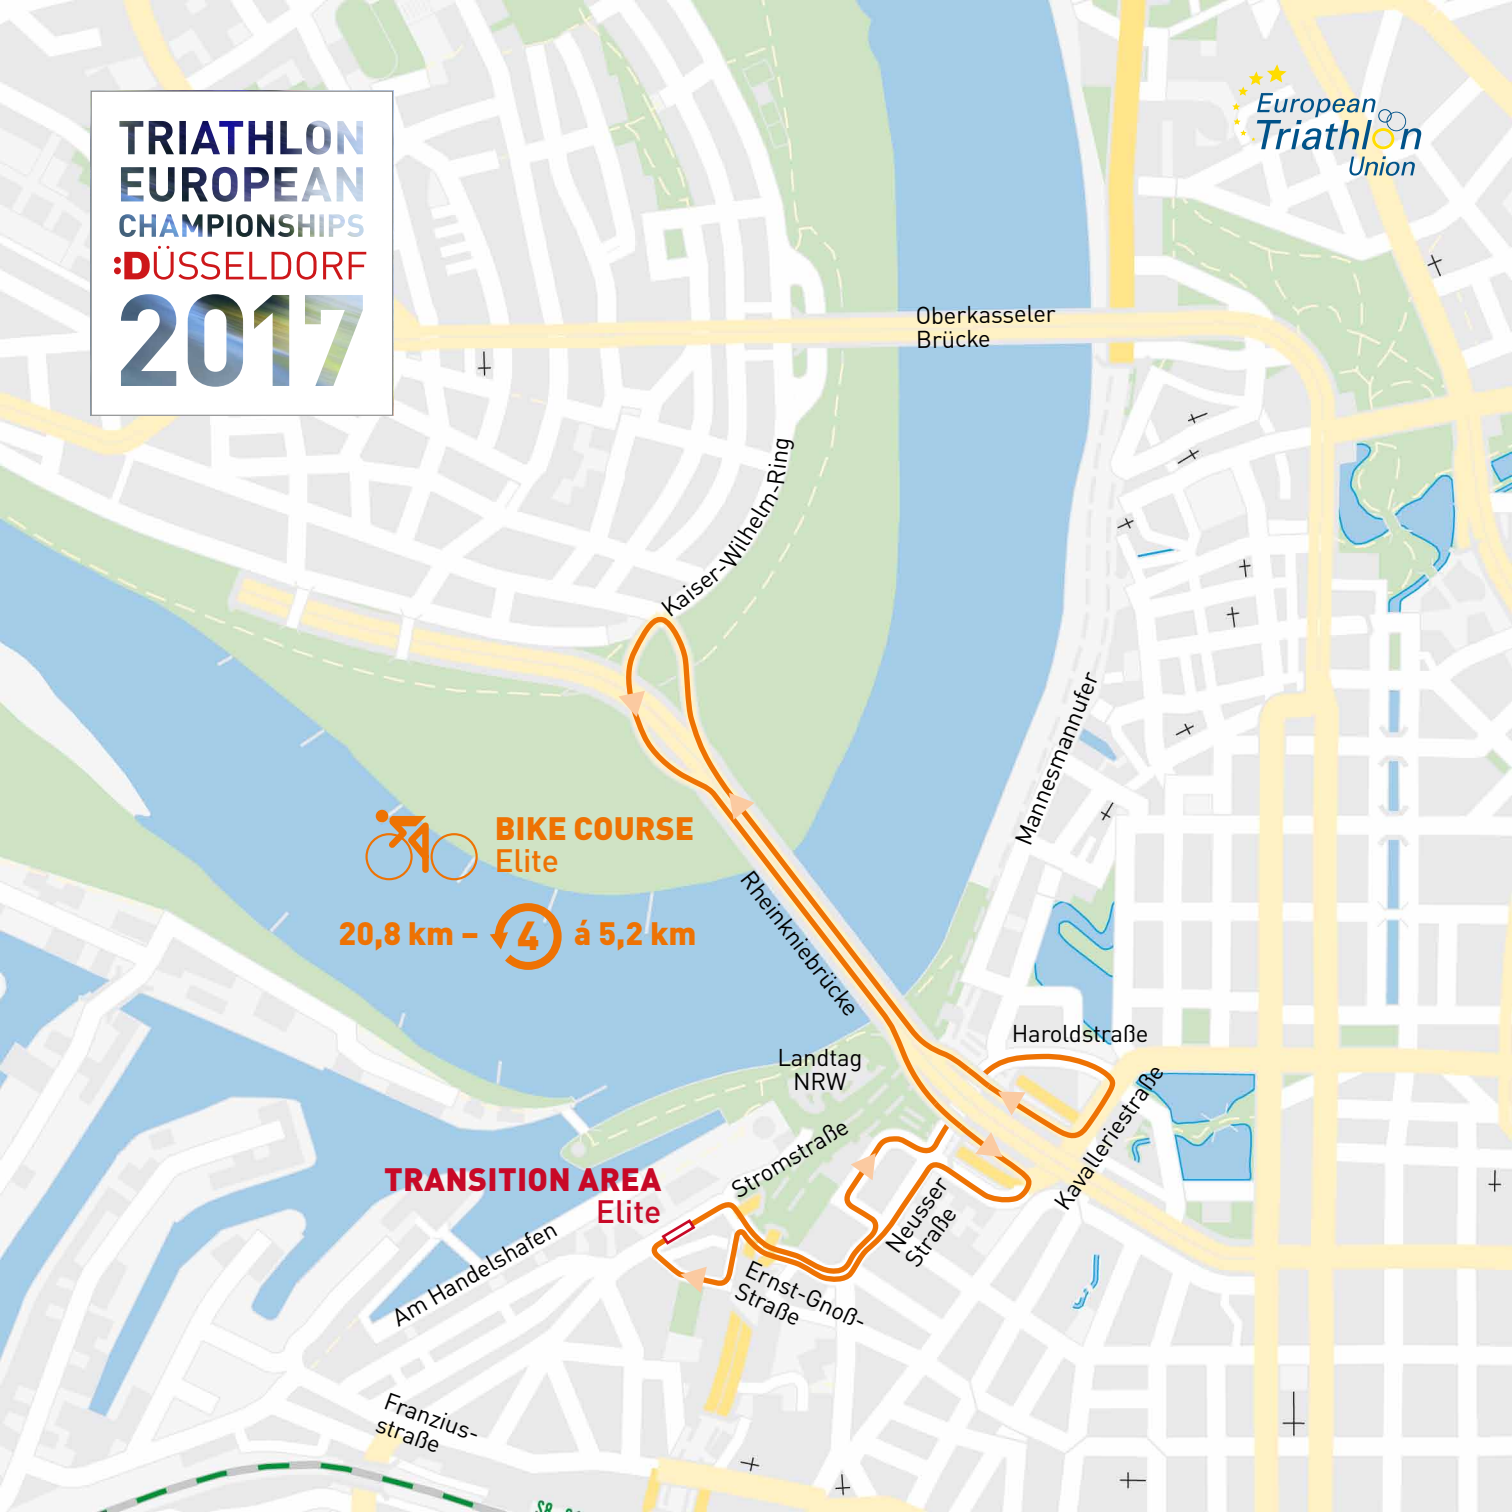 TRIATHLON
EUROPEAN
CHAMPIONSHIPS
:DÜSSELDORF
2017
European
Triathlon
Union
Oberkasseler
Brücke
Kaiser-Wilhelm-Ring
Mannesmannufer
BIKE COURSE
Elite
20,8 km – 4 á 5,2 km
Rheinkniebrücke
Haroldstraße
Landtag
NRW
Kavalleriestraße
Stromstraße
TRANSITION AREA
Elite
Neusser
Straße
Am Handelshafen
Ernst-Gnoß-
Straße
Franzius-
straße